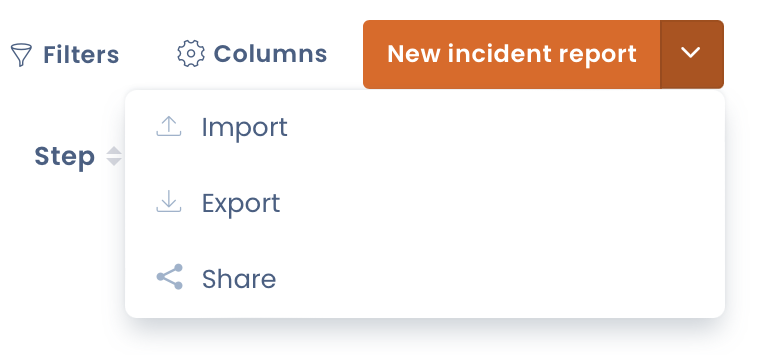 Filters
Columns
New incident report
Import
Step
Export
Share